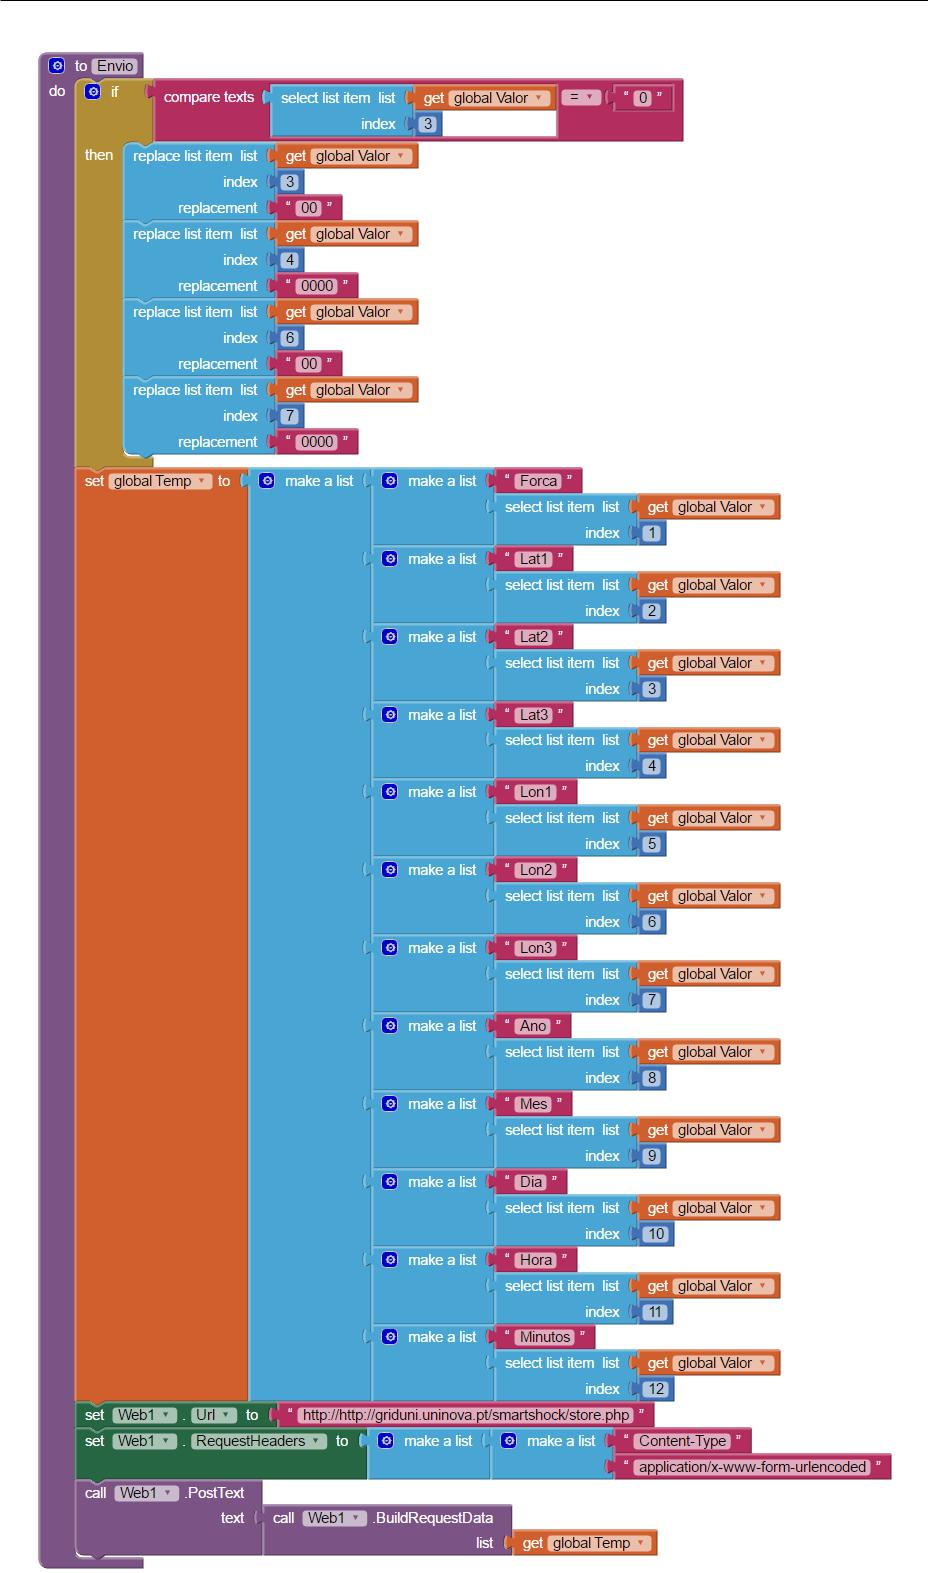 to Envio
do if compare texts select list item list get global Valor = " 0 "
index 3
then replace list item list get global Valor
index 3
replacement " 00 "
replace list item list get global Valor
index 4
replacement " 0000 "
replace list item list get global Valor
index 6
replacement " 00 "
replace list item list get global Valor
index 7
replacement " 0000 "
set global Temp to make a list make a list " Forca "
select list item list get global Valor
index 1
make a list " Lat1 "
select list item list get global Valor
index 2
make a list " Lat2 "
select list item list get global Valor
index 3
make a list " Lat3 "
select list item list get global Valor
index 4
make a list " Lon1 "
select list item list get global Valor
index 5
make a list " Lon2 "
select list item list get global Valor
index 6
make a list " Lon3 "
select list item list get global Valor
index 7
make a list " Ano "
select list item list get global Valor
index 8
make a list " Mes "
select list item list get global Valor
index 9
make a list " Dia "
select list item list get global Valor
index 10
make a list " Hora "
select list item list get global Valor
index 11
make a list " Minutos "
select list item list get global Valor
index 12
set Web1 . Url to " http://http://griduni.uninova.pt/smartshock/store.php "
set Web1 . RequestHeaders to make a list make a list " Content-Type "
" application/x-www-form-urlencoded "
call Web1 .PostText
text call Web1 .BuildRequestData
list get global Temp